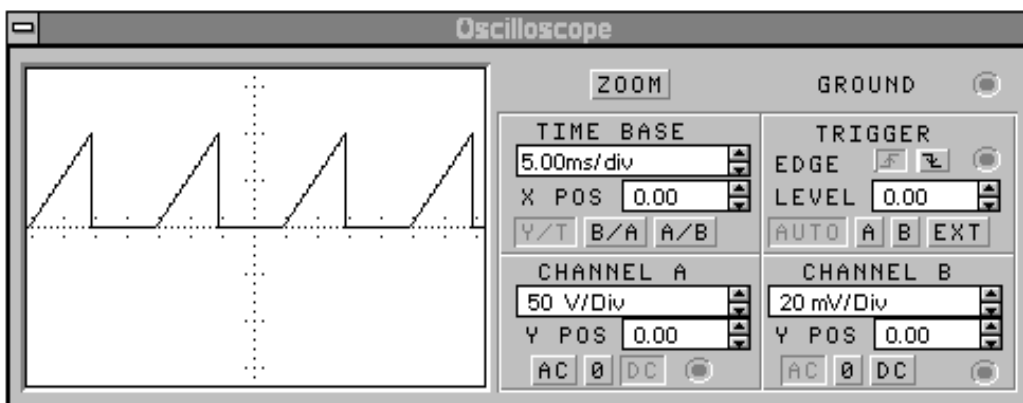 Oscilloscope
ZOOM GROUND
TIME BASE
5.00ms/div
X POS 0.00
Y/T B/A A/B
TRIGGER
EDGE
LEVEL 0.00
AUTO A B EXT
CHANNEL A
50 V/Div
Y POS 0.00
AC 0 DC
CHANNEL B
20 mV/Div
Y POS 0.00
AC 0 DC